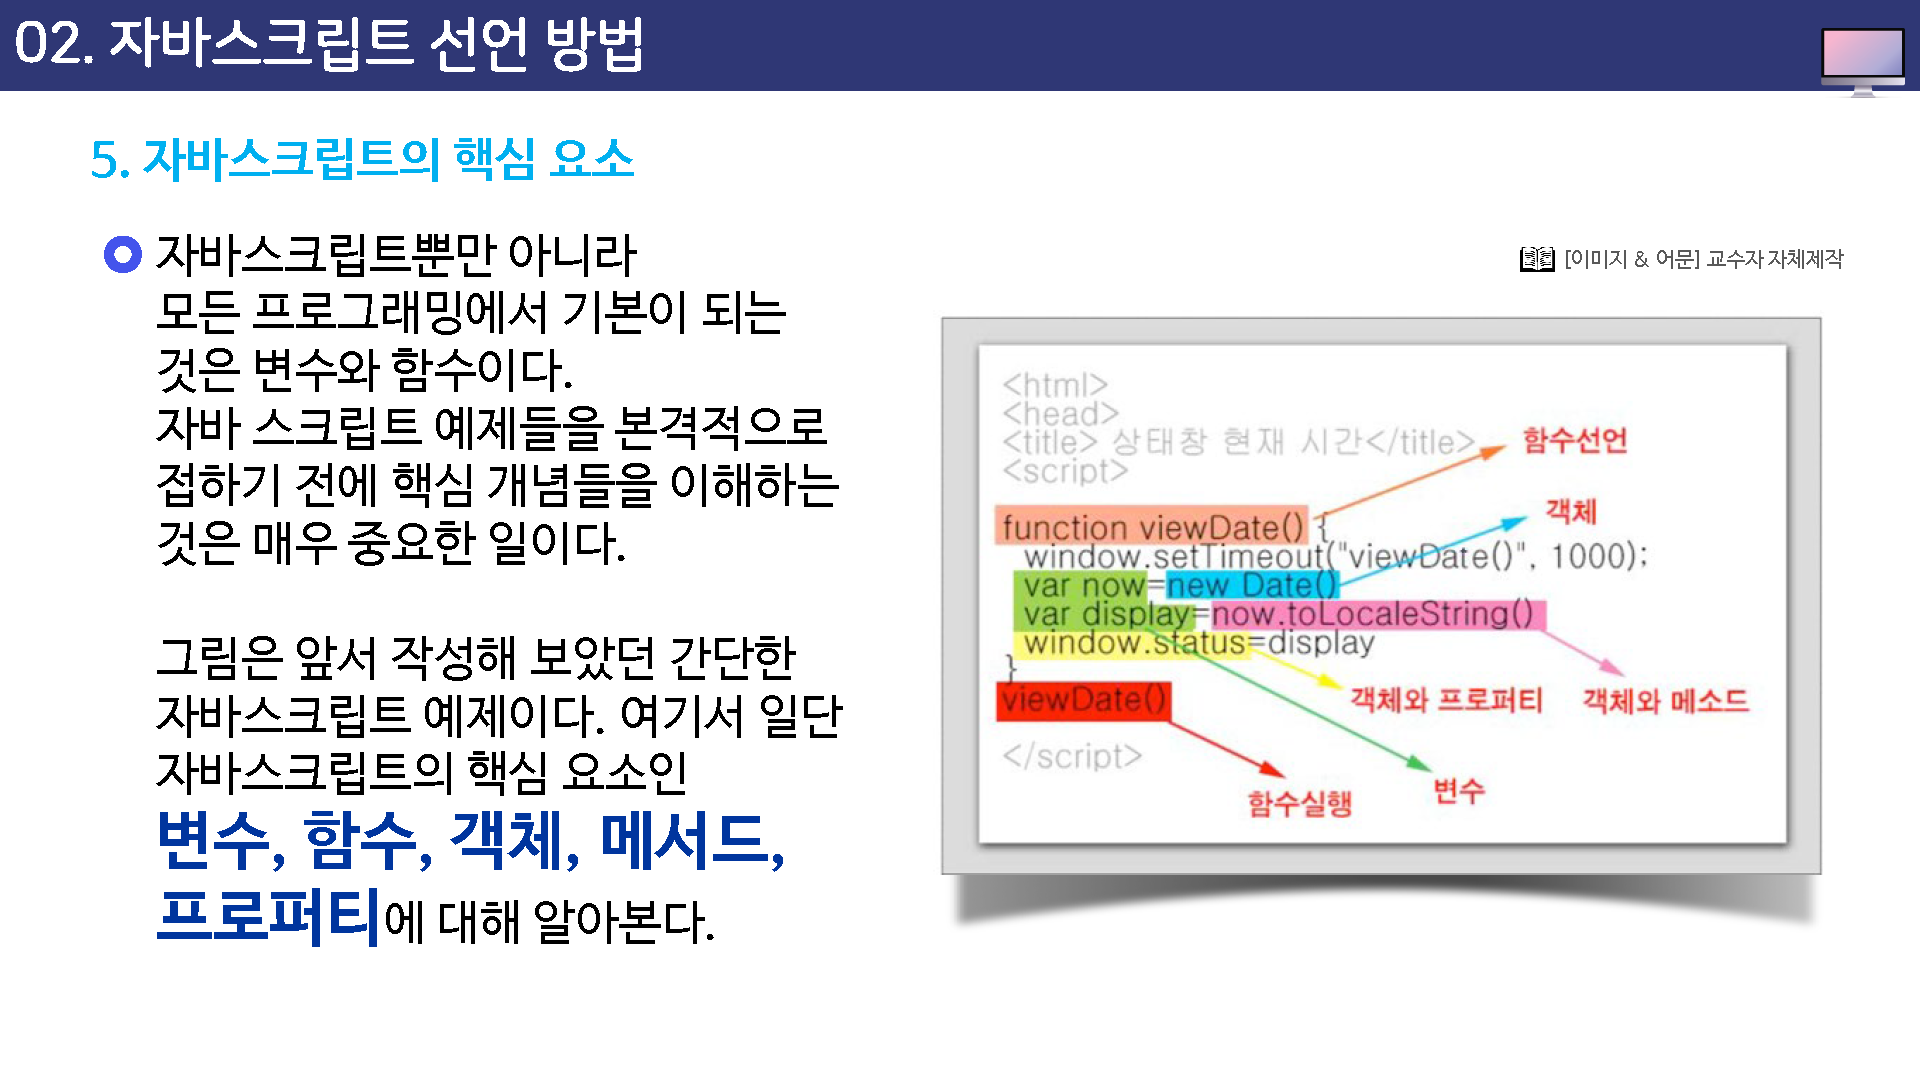 02. 자바스크립트 선언 방법
5. 자바스크립트의 핵심 요소
자바스크립트뿐만 아니라
모든 프로그래밍에서 기본이 되는
것은 변수와 함수이다.
자바 스크립트 예제들을 본격적으로
접하기 전에 핵심 개념들을 이해하는
것은 매우 중요한 일이다.
그림은 앞서 작성해 보았던 간단한
자바스크립트 예제이다. 여기서 일단
자바스크립트의 핵심 요소인
변수, 함수, 객체, 메서드,
프로퍼티에 대해 알아본다.
[이미지 & 어문] 교수자 자체제작
<html>
<head>
<title> 상태창 현재 시간</title>
<script>
함수선언
객체
function viewDate() {
window.setTimeout("viewDate()", 1000);
var now=new Date()
var display=now.toLocaleString()
window.status=display
}
viewDate()
객체와 프로퍼티
객체와 메소드
</script>
함수실행
변수